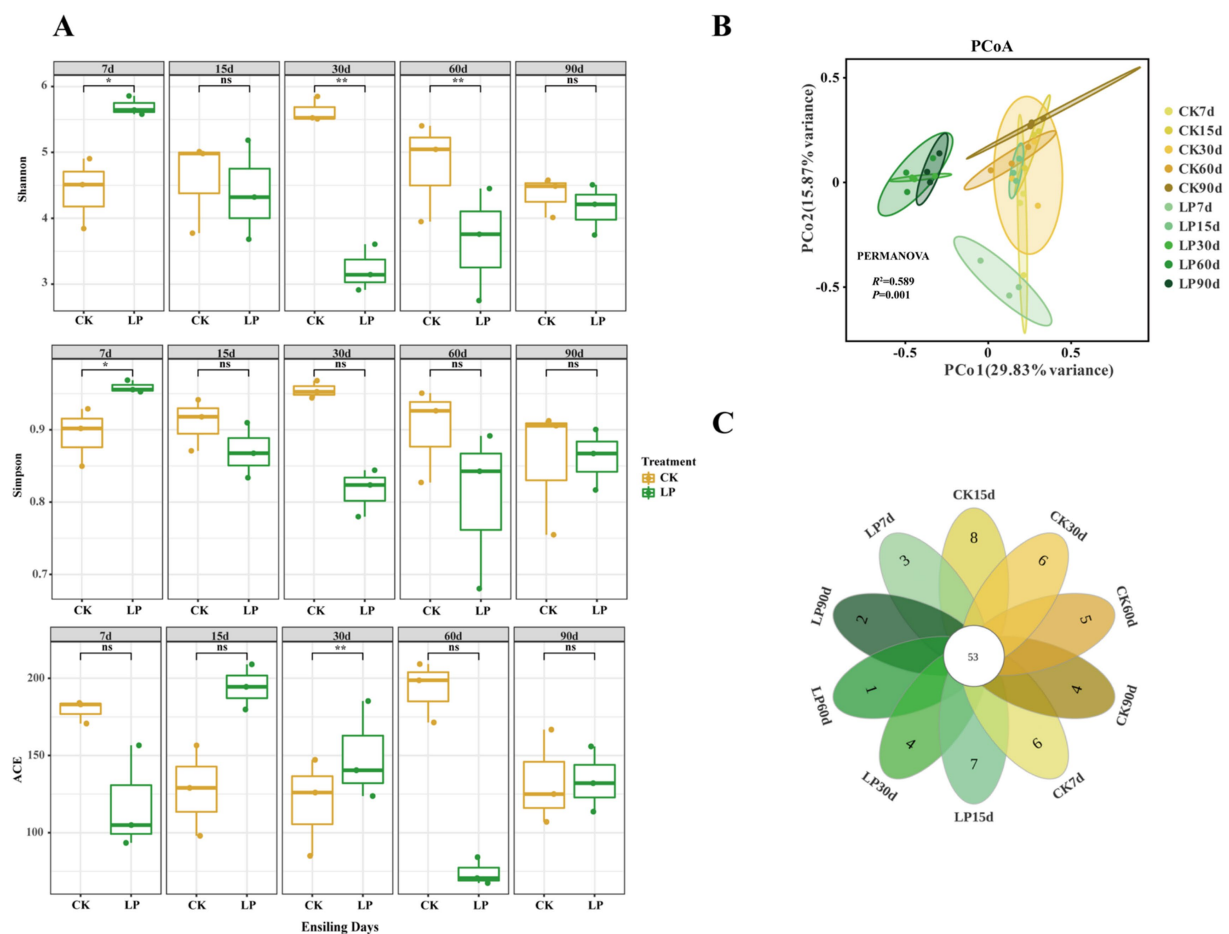 A
7d
15d
30d
60d
90d
*
ns
**
**
ns
6
5
4
3
Shannon
CK
LP
CK
LP
CK
LP
CK
LP
CK
LP
7d
15d
30d
60d
90d
*
ns
ns
ns
ns
0.9
0.8
0.7
Simpson
CK
LP
CK
LP
CK
LP
CK
LP
CK
LP
Treatment
CK
LP
7d
15d
30d
60d
90d
ns
ns
**
ns
ns
200
150
100
ACE
CK
LP
CK
LP
CK
LP
CK
LP
CK
LP
Ensiling Days
B
PCoA
0.5
0
-0.5
PCo2(15.87% variance)
PERMANOVA
R²=0.589
P=0.001
-0.5
0
0.5
PCo1(29.83% variance)
CK7d
CK15d
CK30d
CK60d
CK90d
LP7d
LP15d
LP30d
LP60d
LP90d
C
CK15d
8
CK30d
6
CK60d
5
CK90d
4
CK7d
6
LP15d
7
LP30d
4
LP60d
1
LP90d
2
LP7d
3
53